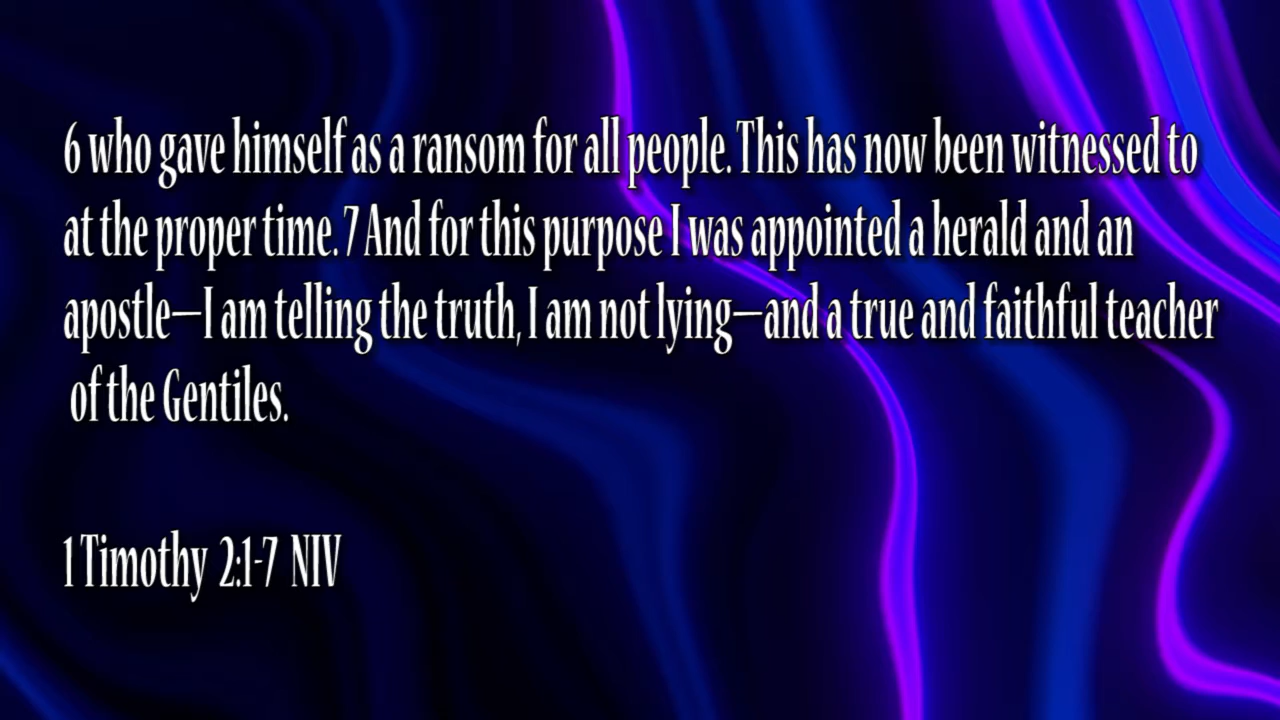 6 who gave himself as a ransom for all people. This has now been witnessed to
at the proper time. 7 And for this purpose I was appointed a herald and an
apostle—I am telling the truth, I am not lying—and a true and faithful teacher
of the Gentiles.
1 Timothy 2:1-7 NIV